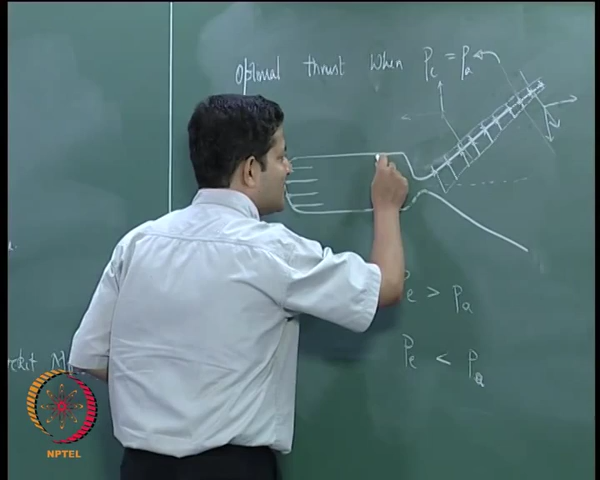 Optimal thrust When Pe = Pa
Pe > Pa
Pe < Pa
NPTEL